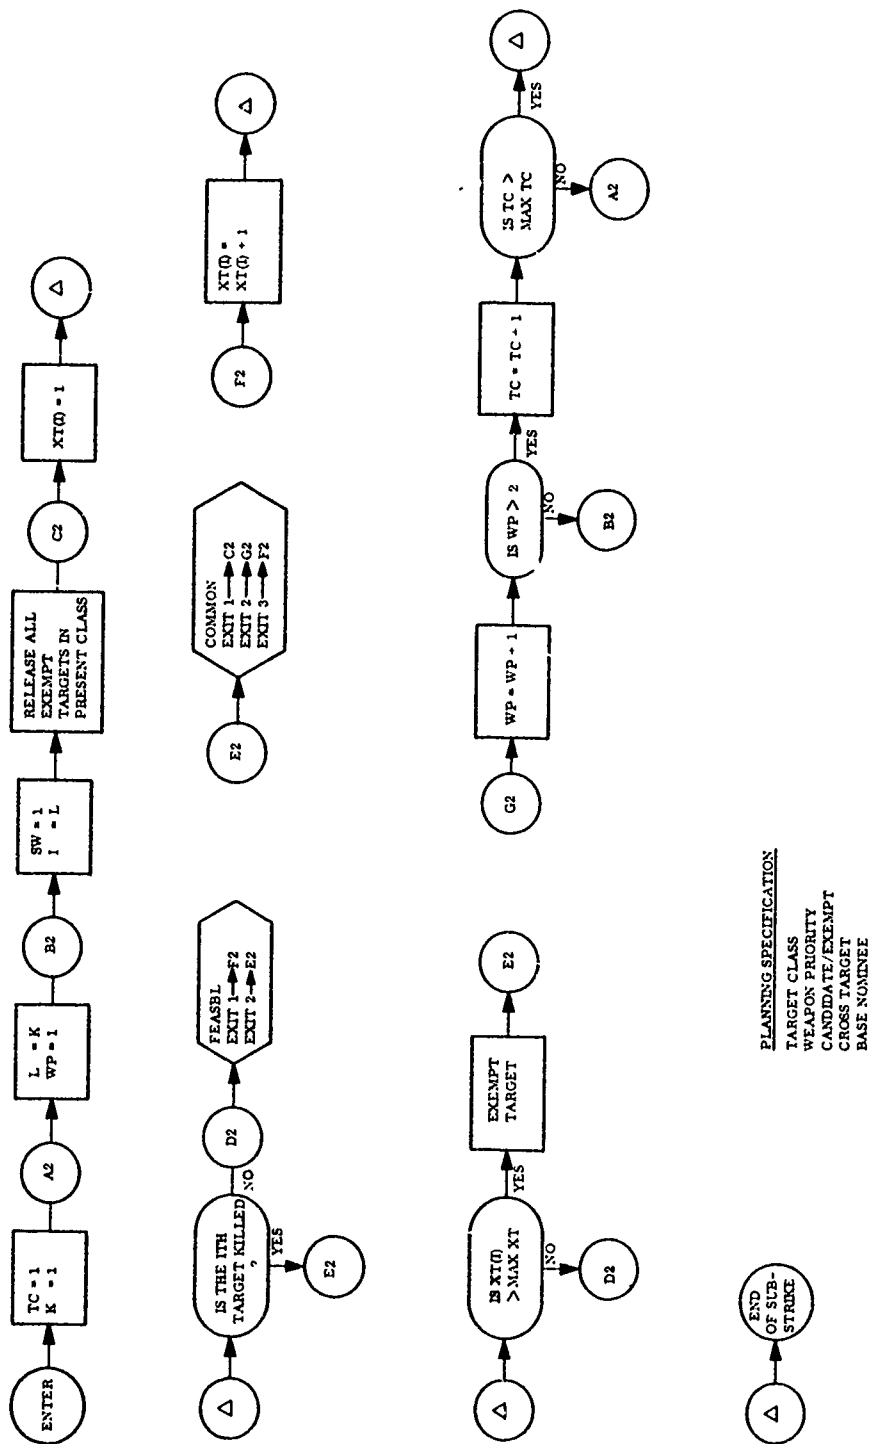 ENTER
TC = 1
K = 1
A2
L = K
WP = 1
B2
SW = 1
I = L
RELEASE ALL
EXEMPT
TARGETS IN
PRESENT CLASS
C2
XT(I) = 1
Δ
Δ
IS THE ITH
TARGET KILLED
?
NO
YES
E2
D2
FEASBL
EXIT 1→F2
EXIT 2→E2
E2
COMMON
EXIT 1→C2
EXIT 2→G2
EXIT 3→F2
F2
XT(I) =
XT(I) + 1
Δ
Δ
IS XT(I)
> MAX XT
YES
NO
D2
EXEMPT
TARGET
E2
G2
WP = WP + 1
IS WP > 2
YES
NO
B2
TC = TC + 1
IS TC >
MAX TC
YES
NO
A2
Δ
Δ
END
OF SUB-
STRIKE
PLANNING SPECIFICATION
TARGET CLASS
WEAPON PRIORITY
CANDIDATE/EXEMPT
CROSS TARGET
BASE NOMINEE